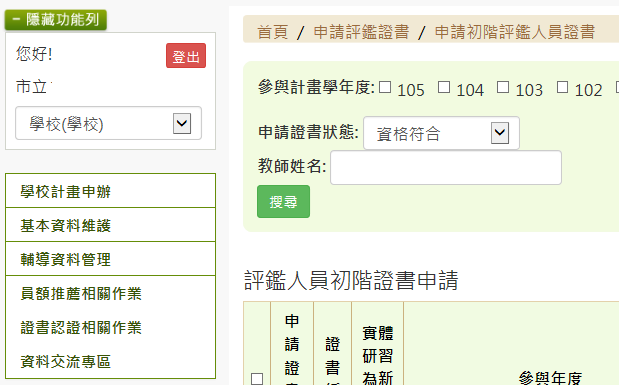 − 隱藏功能列
您好!
登出
市立
學校(學校)
學校計畫申辦
基本資料維護
輔導資料管理
員額推薦相關作業
證書認證相關作業
資料交流專區
首頁 / 申請評鑑證書 / 申請初階評鑑人員證書
參與計畫學年度: 105 104 103 102
申請證書狀態: 資格符合
教師姓名:
搜尋
評鑑人員初階證書申請
申
請
證
證
書
實體
研習
為新
參與年度